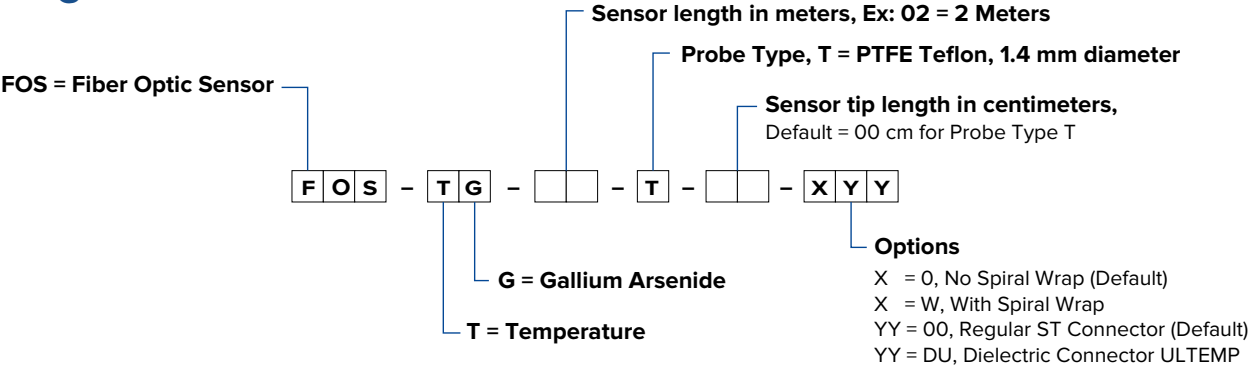 Sensor length in meters, Ex: 02 = 2 Meters
Probe Type, T = PTFE Teflon, 1.4 mm diameter
FOS = Fiber Optic Sensor
Sensor tip length in centimeters,
Default = 00 cm for Probe Type T
F O S – T G – – T – – X Y Y
Options
G = Gallium Arsenide
X = 0, No Spiral Wrap (Default)
X = W, With Spiral Wrap
T = Temperature
YY = 00, Regular ST Connector (Default)
YY = DU, Dielectric Connector ULTEMP